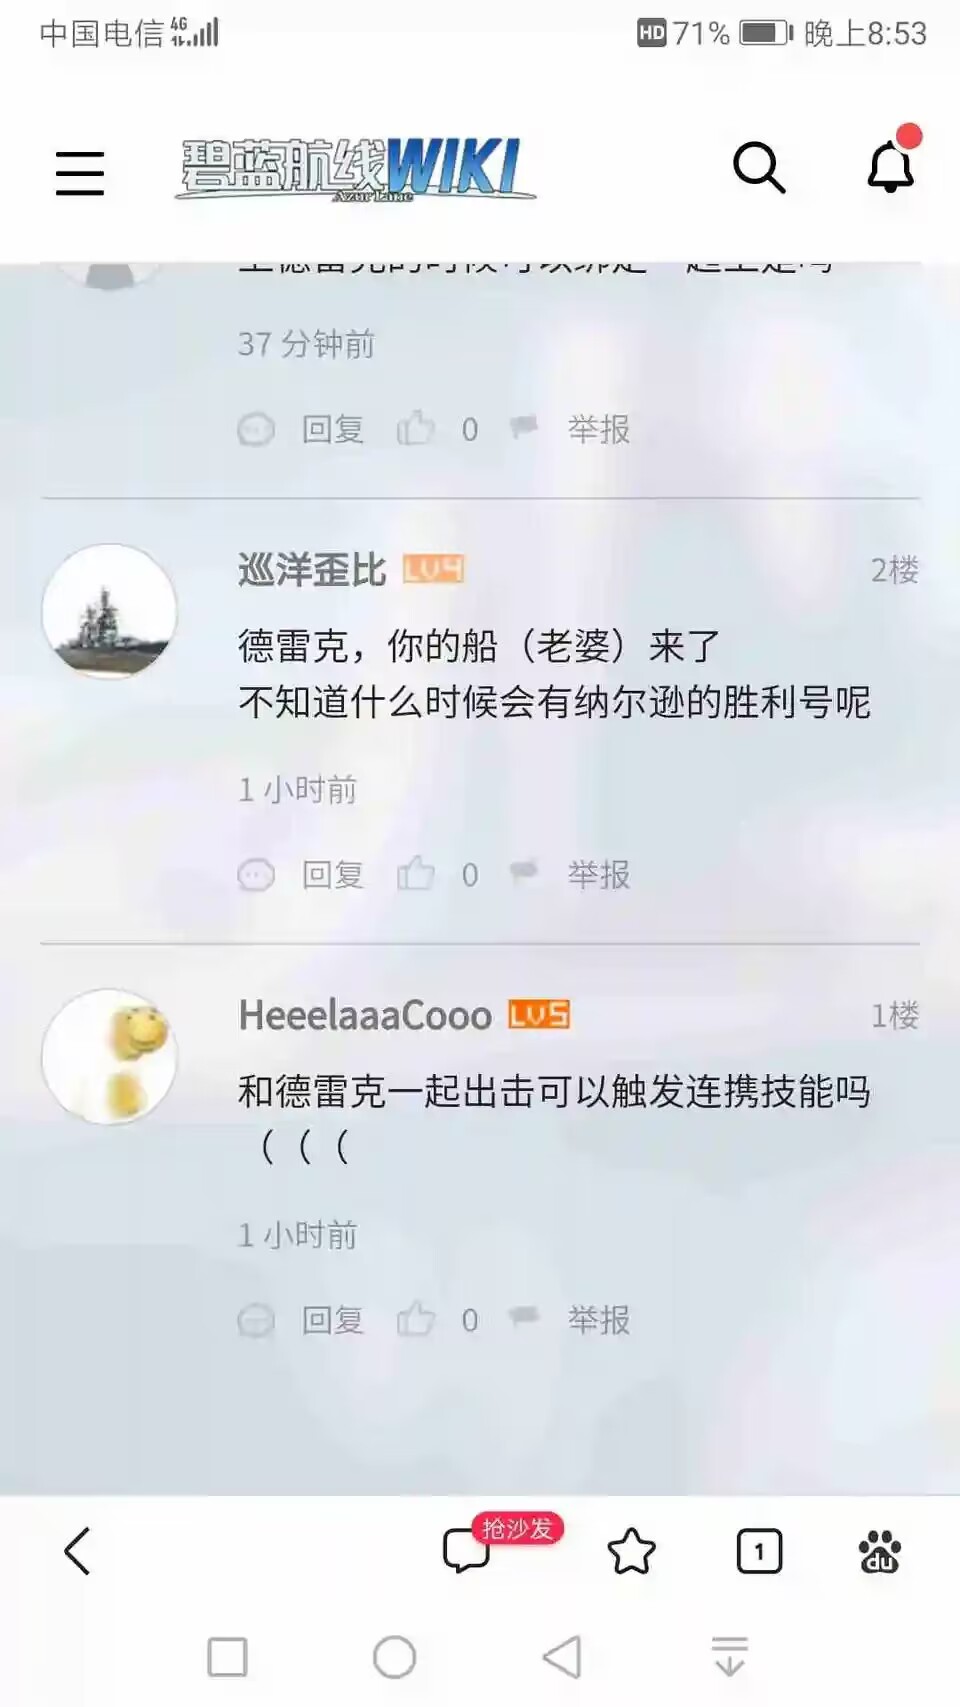 中国电信 4G
HD 71% 晚上8:53
碧蓝航线WIKI
Azur Lane
37 分钟前
回复 0 举报
巡洋歪比 LV4 2楼
德雷克，你的船（老婆）来了
不知道什么时候会有纳尔逊的胜利号呢
1 小时前
回复 0 举报
HeeelaaaCooo LV5 1楼
和德雷克一起出击可以触发连携技能吗
（（（
1 小时前
回复 0 举报
抢沙发
1
du